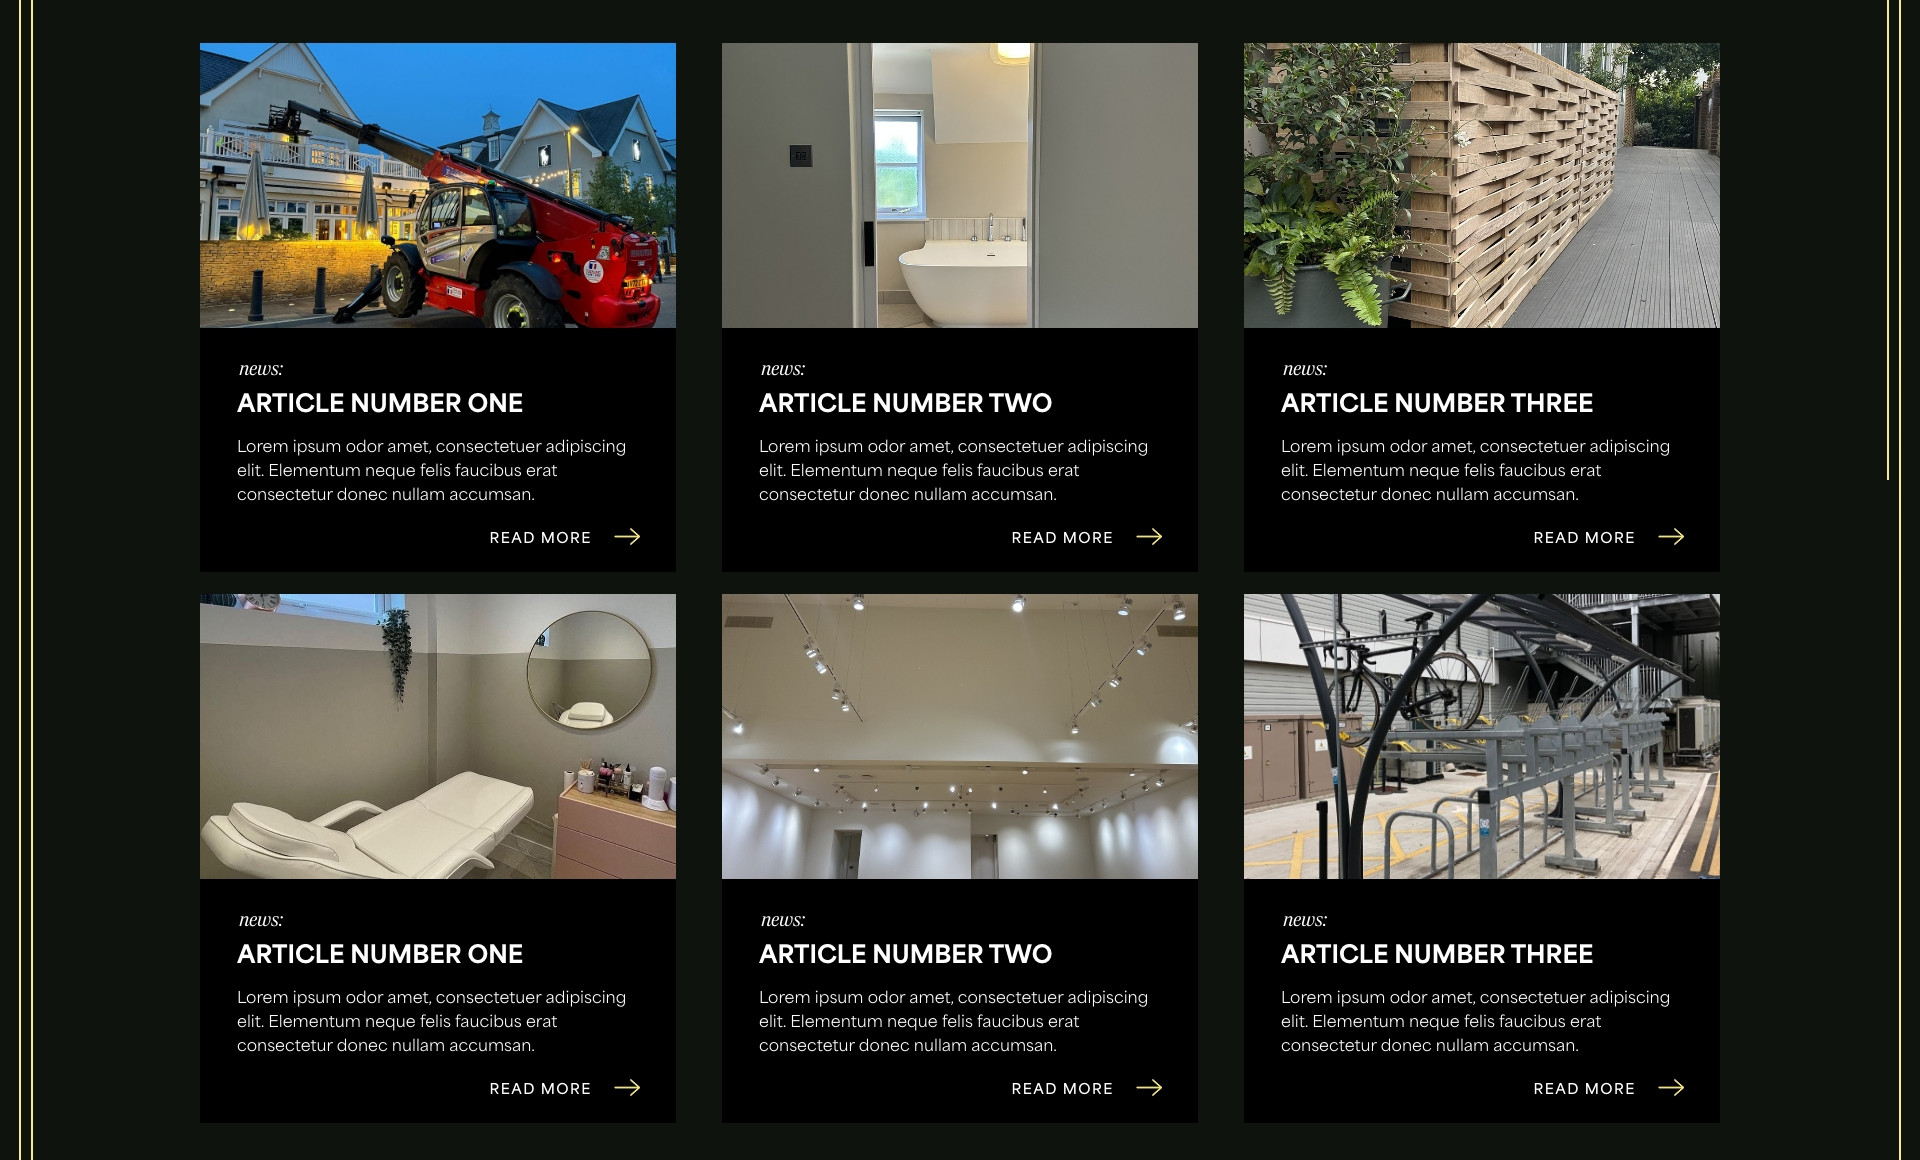 news:
ARTICLE NUMBER ONE
Lorem ipsum odor amet, consectetuer adipiscing
elit. Elementum neque felis faucibus erat
consectetur donec nullam accumsan.
READ MORE
news:
ARTICLE NUMBER TWO
Lorem ipsum odor amet, consectetuer adipiscing
elit. Elementum neque felis faucibus erat
consectetur donec nullam accumsan.
READ MORE
news:
ARTICLE NUMBER THREE
Lorem ipsum odor amet, consectetuer adipiscing
elit. Elementum neque felis faucibus erat
consectetur donec nullam accumsan.
READ MORE
news:
ARTICLE NUMBER ONE
Lorem ipsum odor amet, consectetuer adipiscing
elit. Elementum neque felis faucibus erat
consectetur donec nullam accumsan.
READ MORE
news:
ARTICLE NUMBER TWO
Lorem ipsum odor amet, consectetuer adipiscing
elit. Elementum neque felis faucibus erat
consectetur donec nullam accumsan.
READ MORE
news:
ARTICLE NUMBER THREE
Lorem ipsum odor amet, consectetuer adipiscing
elit. Elementum neque felis faucibus erat
consectetur donec nullam accumsan.
READ MORE